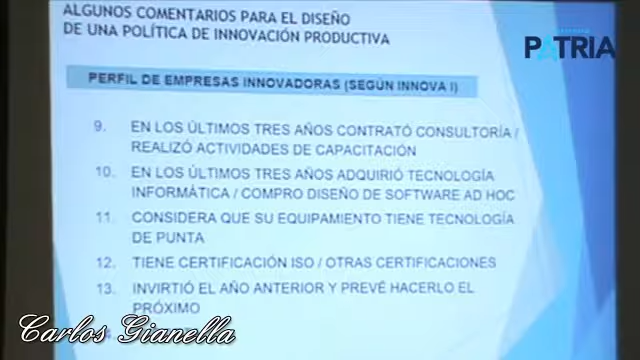 ALGUNOS COMENTARIOS PARA EL DISEÑO
DE UNA POLÍTICA DE INNOVACIÓN PRODUCTIVA
PATRIA
PERFIL DE EMPRESAS INNOVADORAS (SEGÚN INNOVA I)
9. EN LOS ÚLTIMOS TRES AÑOS CONTRATÓ CONSULTORÍA /
REALIZÓ ACTIVIDADES DE CAPACITACIÓN
10. EN LOS ÚLTIMOS TRES AÑOS ADQUIRIÓ TECNOLOGÍA
INFORMÁTICA / COMPRO DISEÑO DE SOFTWARE AD HOC
11. CONSIDERA QUE SU EQUIPAMIENTO TIENE TECNOLOGÍA
DE PUNTA
12. TIENE CERTIFICACIÓN ISO / OTRAS CERTIFICACIONES
13. INVIRTIÓ EL AÑO ANTERIOR Y PREVÉ HACERLO EL
PRÓXIMO
Carlos Gianella